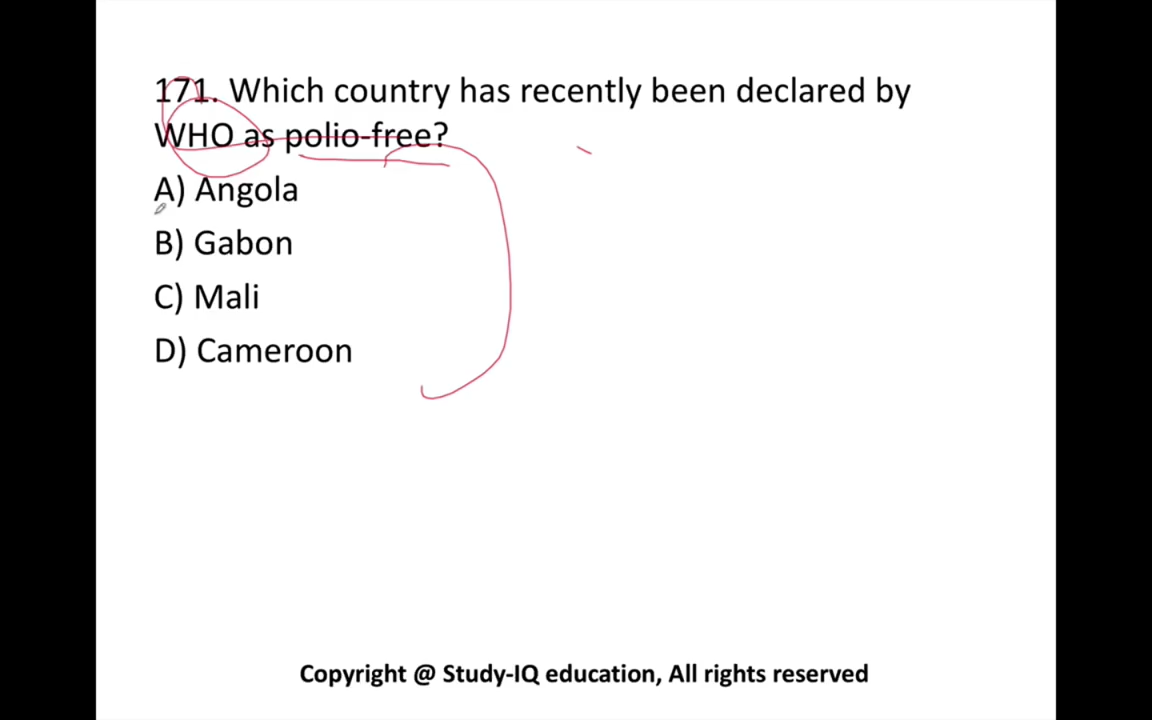 171. Which country has recently been declared by
WHO as polio-free?
A) Angola
B) Gabon
C) Mali
D) Cameroon
Copyright @ Study-IQ education, All rights reserved